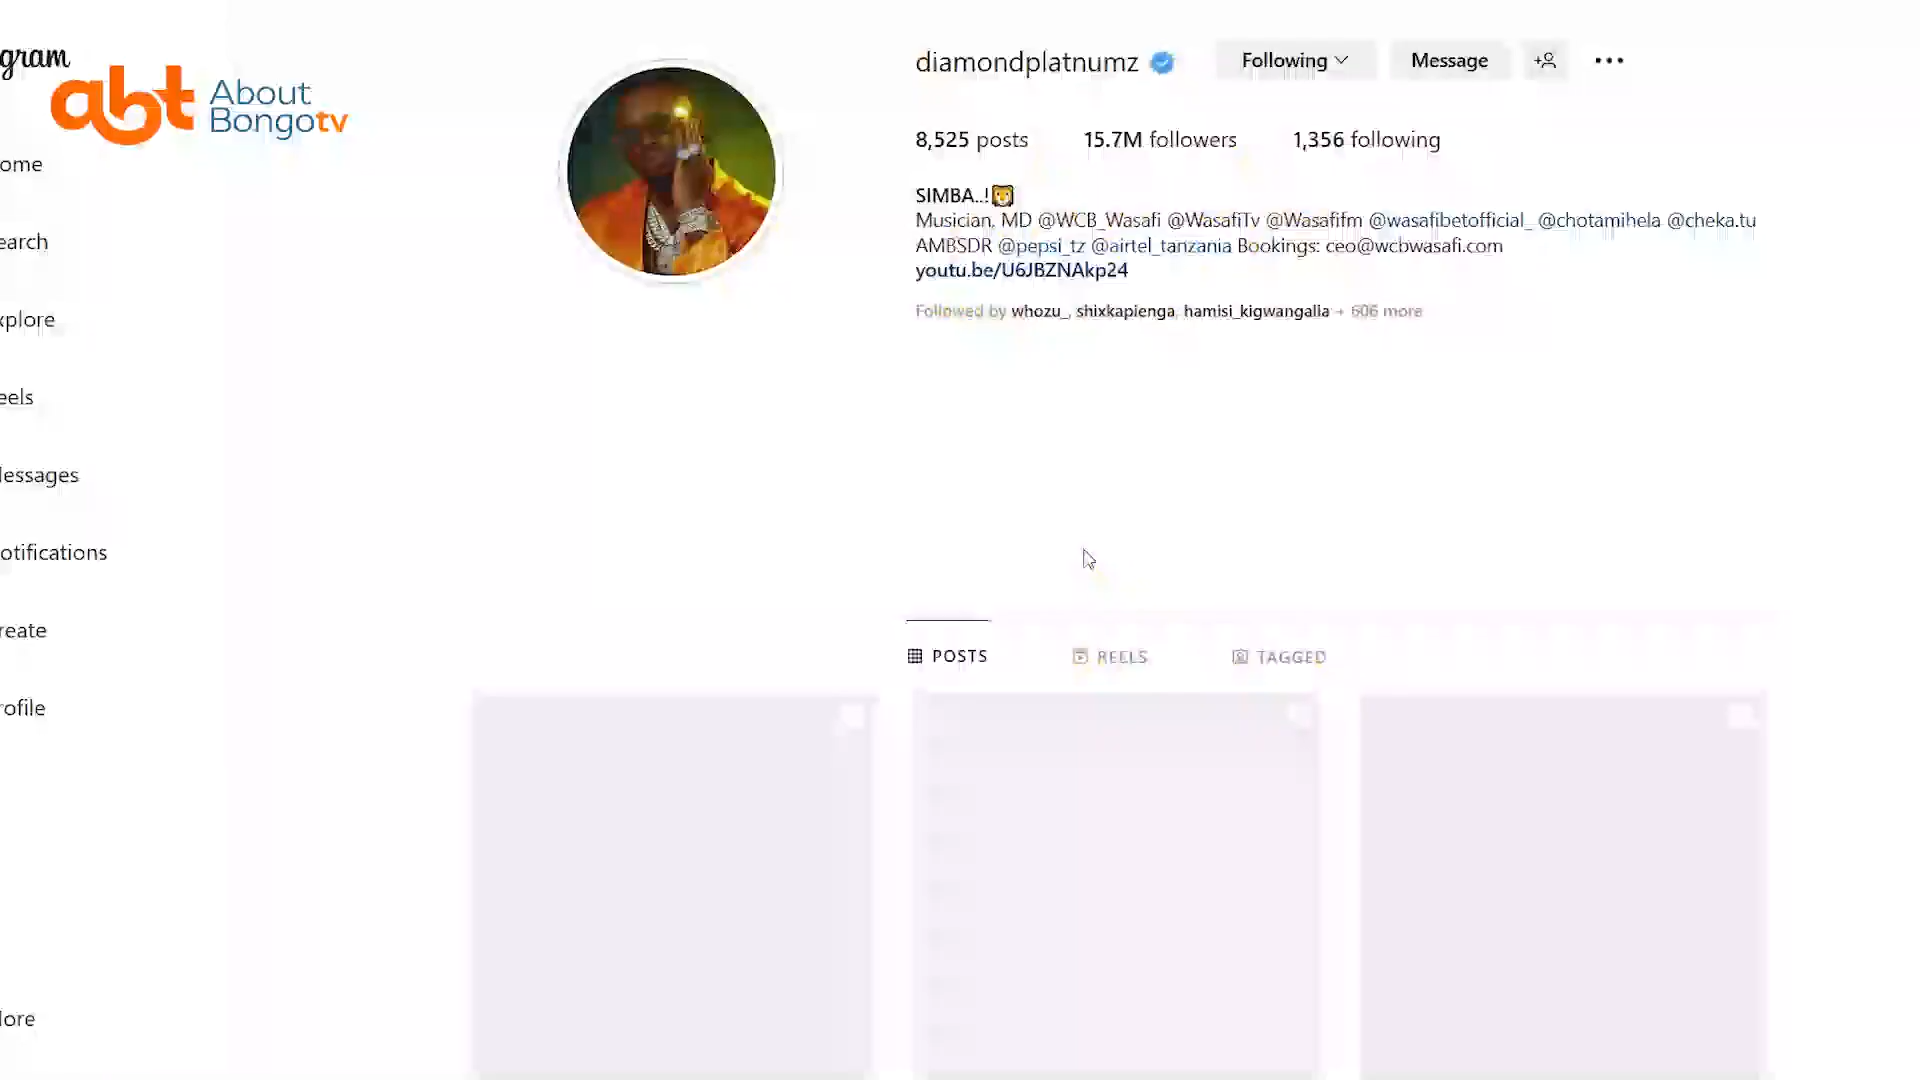 gram
abt About
Bongotv
diamondplatnumz Following Message
8,525 posts 15.7M followers 1,356 following
SIMBA..!🦁
Musician, MD @WCB_Wasafi @WasafiTv @Wasafifm @wasafibetofficial_ @chotamihela @cheka.tu
AMBSDR @pepsi_tz @airtel_tanzania Bookings: ceo@wcbwasafi.com
youtu.be/U6JBZNAkp24
Followed by whozu_, shixkapienga, hamisi_kigwangalla + 606 more
ome
earch
xplore
eels
lessages
otifications
reate
rofile
lore
POSTS REELS TAGGED